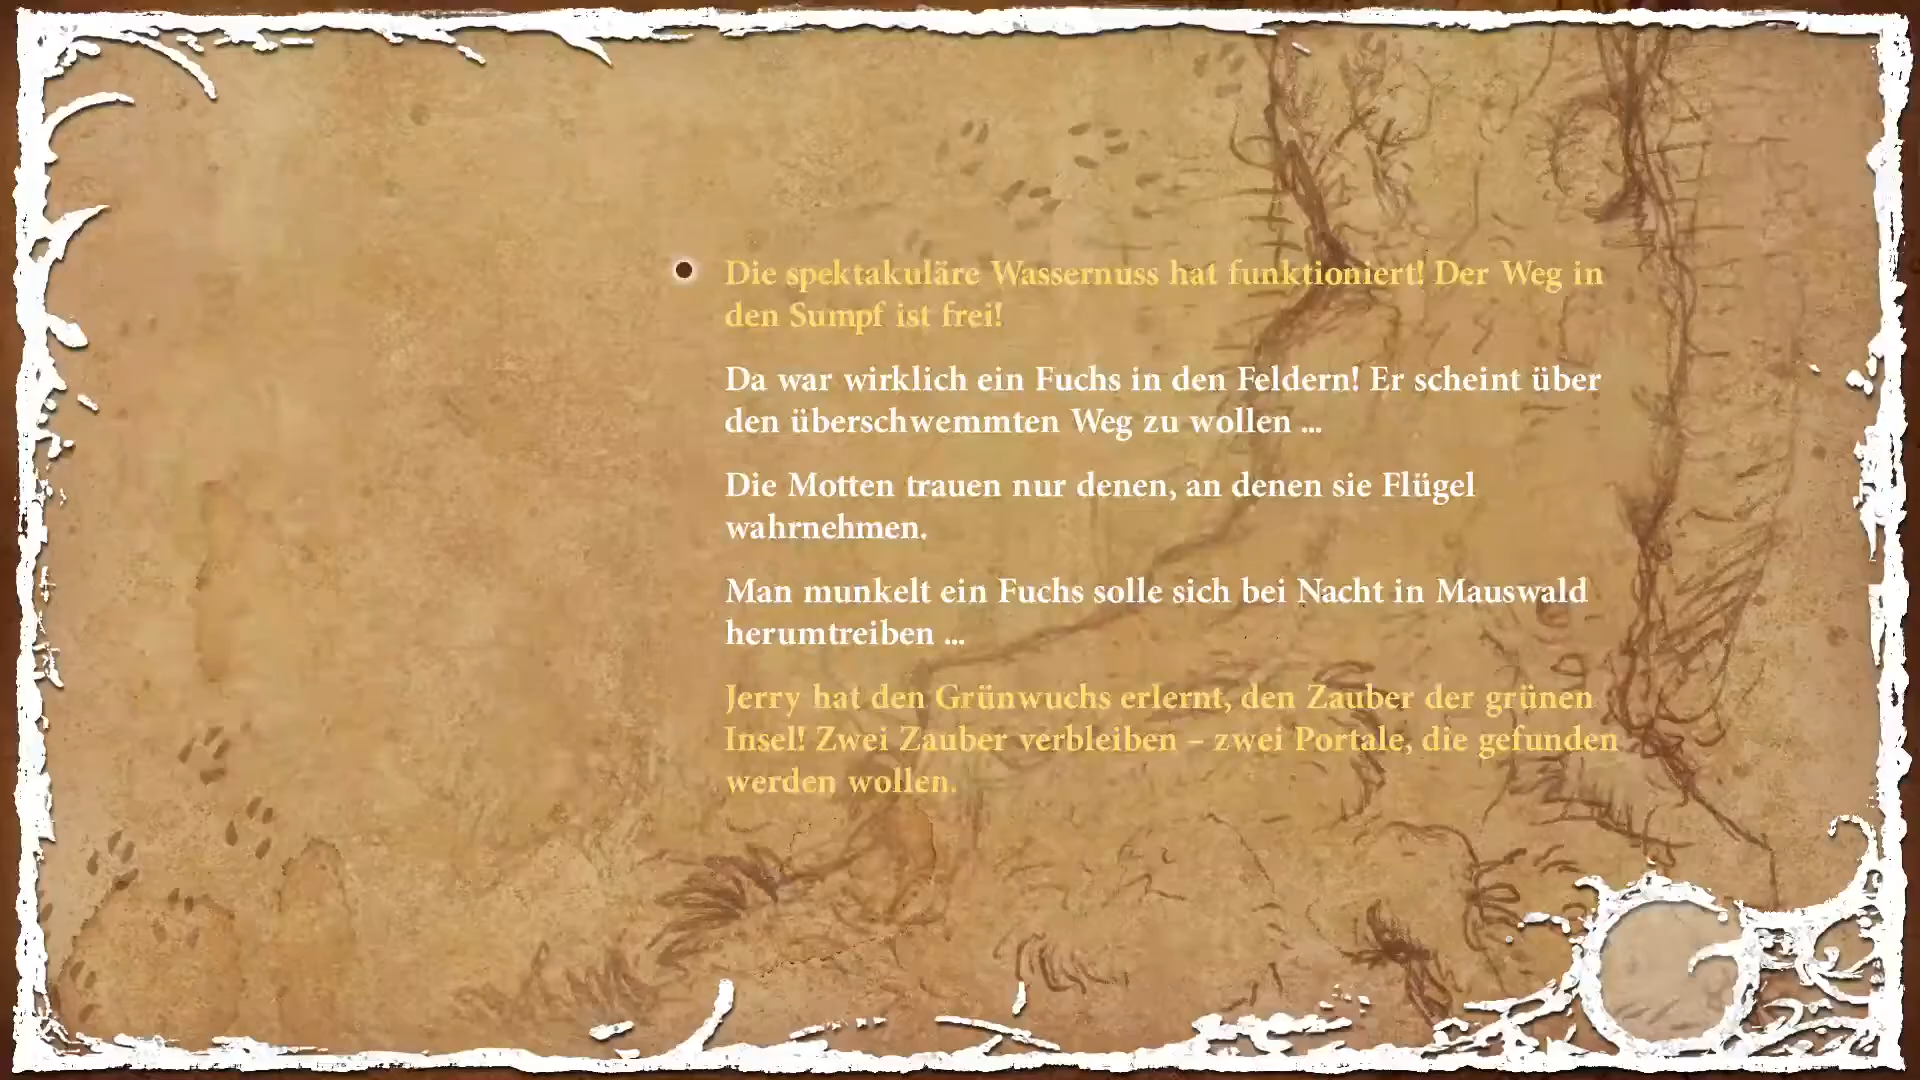 Die spektakuläre Wassernuss hat funktioniert! Der Weg in
den Sumpf ist frei!
Da war wirklich ein Fuchs in den Feldern! Er scheint über
den überschwemmten Weg zu wollen ...
Die Motten trauen nur denen, an denen sie Flügel
wahrnehmen.
Man munkelt ein Fuchs solle sich bei Nacht in Mauswald
herumtreiben ...
Jerry hat den Grünwuchs erlernt, den Zauber der grünen
Insel! Zwei Zauber verbleiben – zwei Portale, die gefunden
werden wollen.